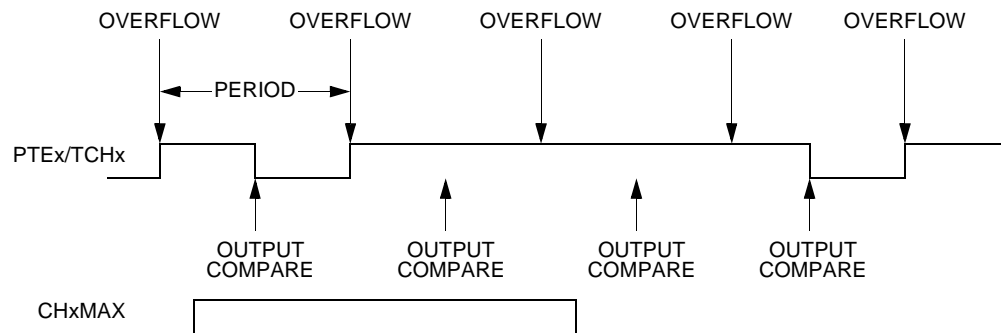 OVERFLOW OVERFLOW OVERFLOW OVERFLOW OVERFLOW
PERIOD
PTEx/TCHx
OUTPUT COMPARE
OUTPUT COMPARE
OUTPUT COMPARE
OUTPUT COMPARE
CHxMAX